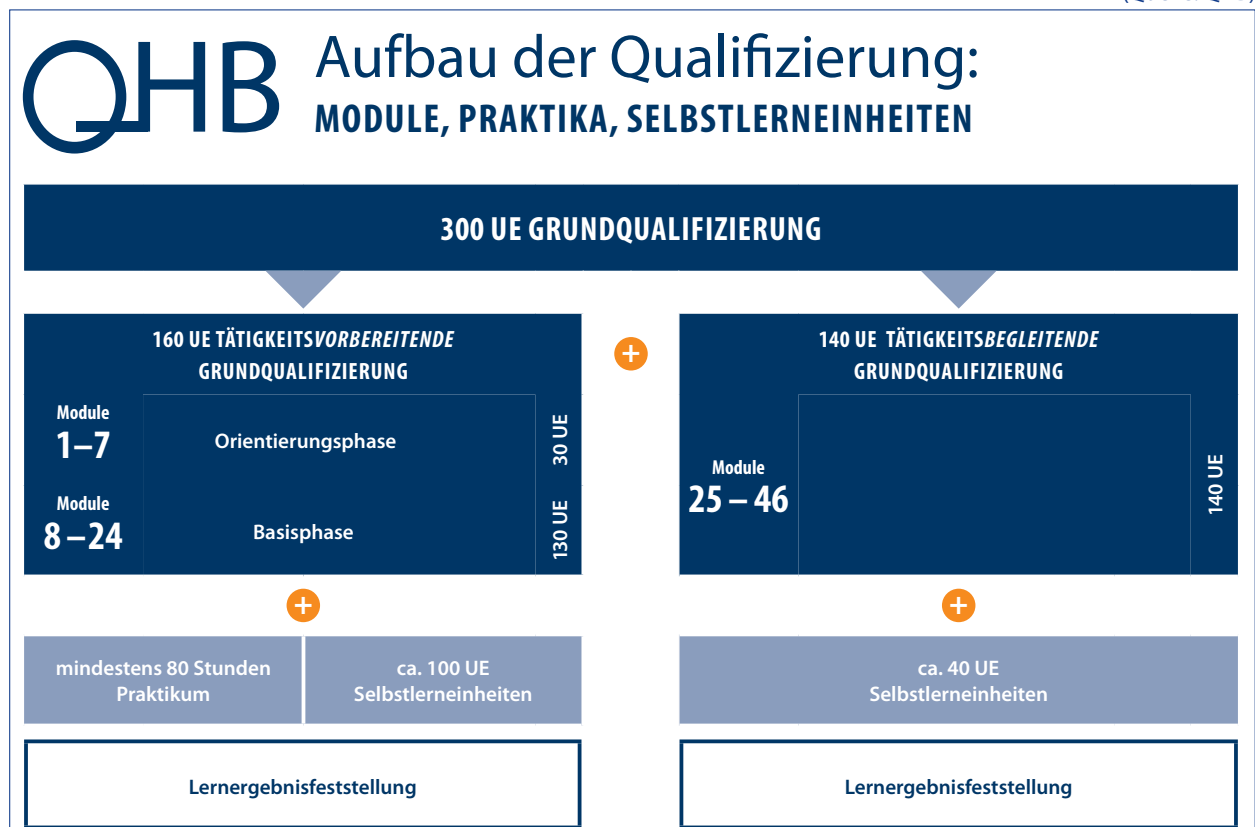 QHB
Aufbau der Qualifizierung:
MODULE, PRAKTIKA, SELBSTLERNEINHEITEN
300 UE GRUNDQUALIFIZIERUNG
160 UE TÄTIGKEITSVORBEREITENDE
GRUNDQUALIFIZIERUNG
Module
1–7
Orientierungsphase
30 UE
Module
8–24
Basisphase
130 UE
+
140 UE TÄTIGKEITSBEGLEITENDE
GRUNDQUALIFIZIERUNG
Module
25 – 46
140 UE
+
mindestens 80 Stunden
Praktikum
ca. 100 UE
Selbstlerneinheiten
+
ca. 40 UE
Selbstlerneinheiten
Lernergebnisfeststellung
Lernergebnisfeststellung